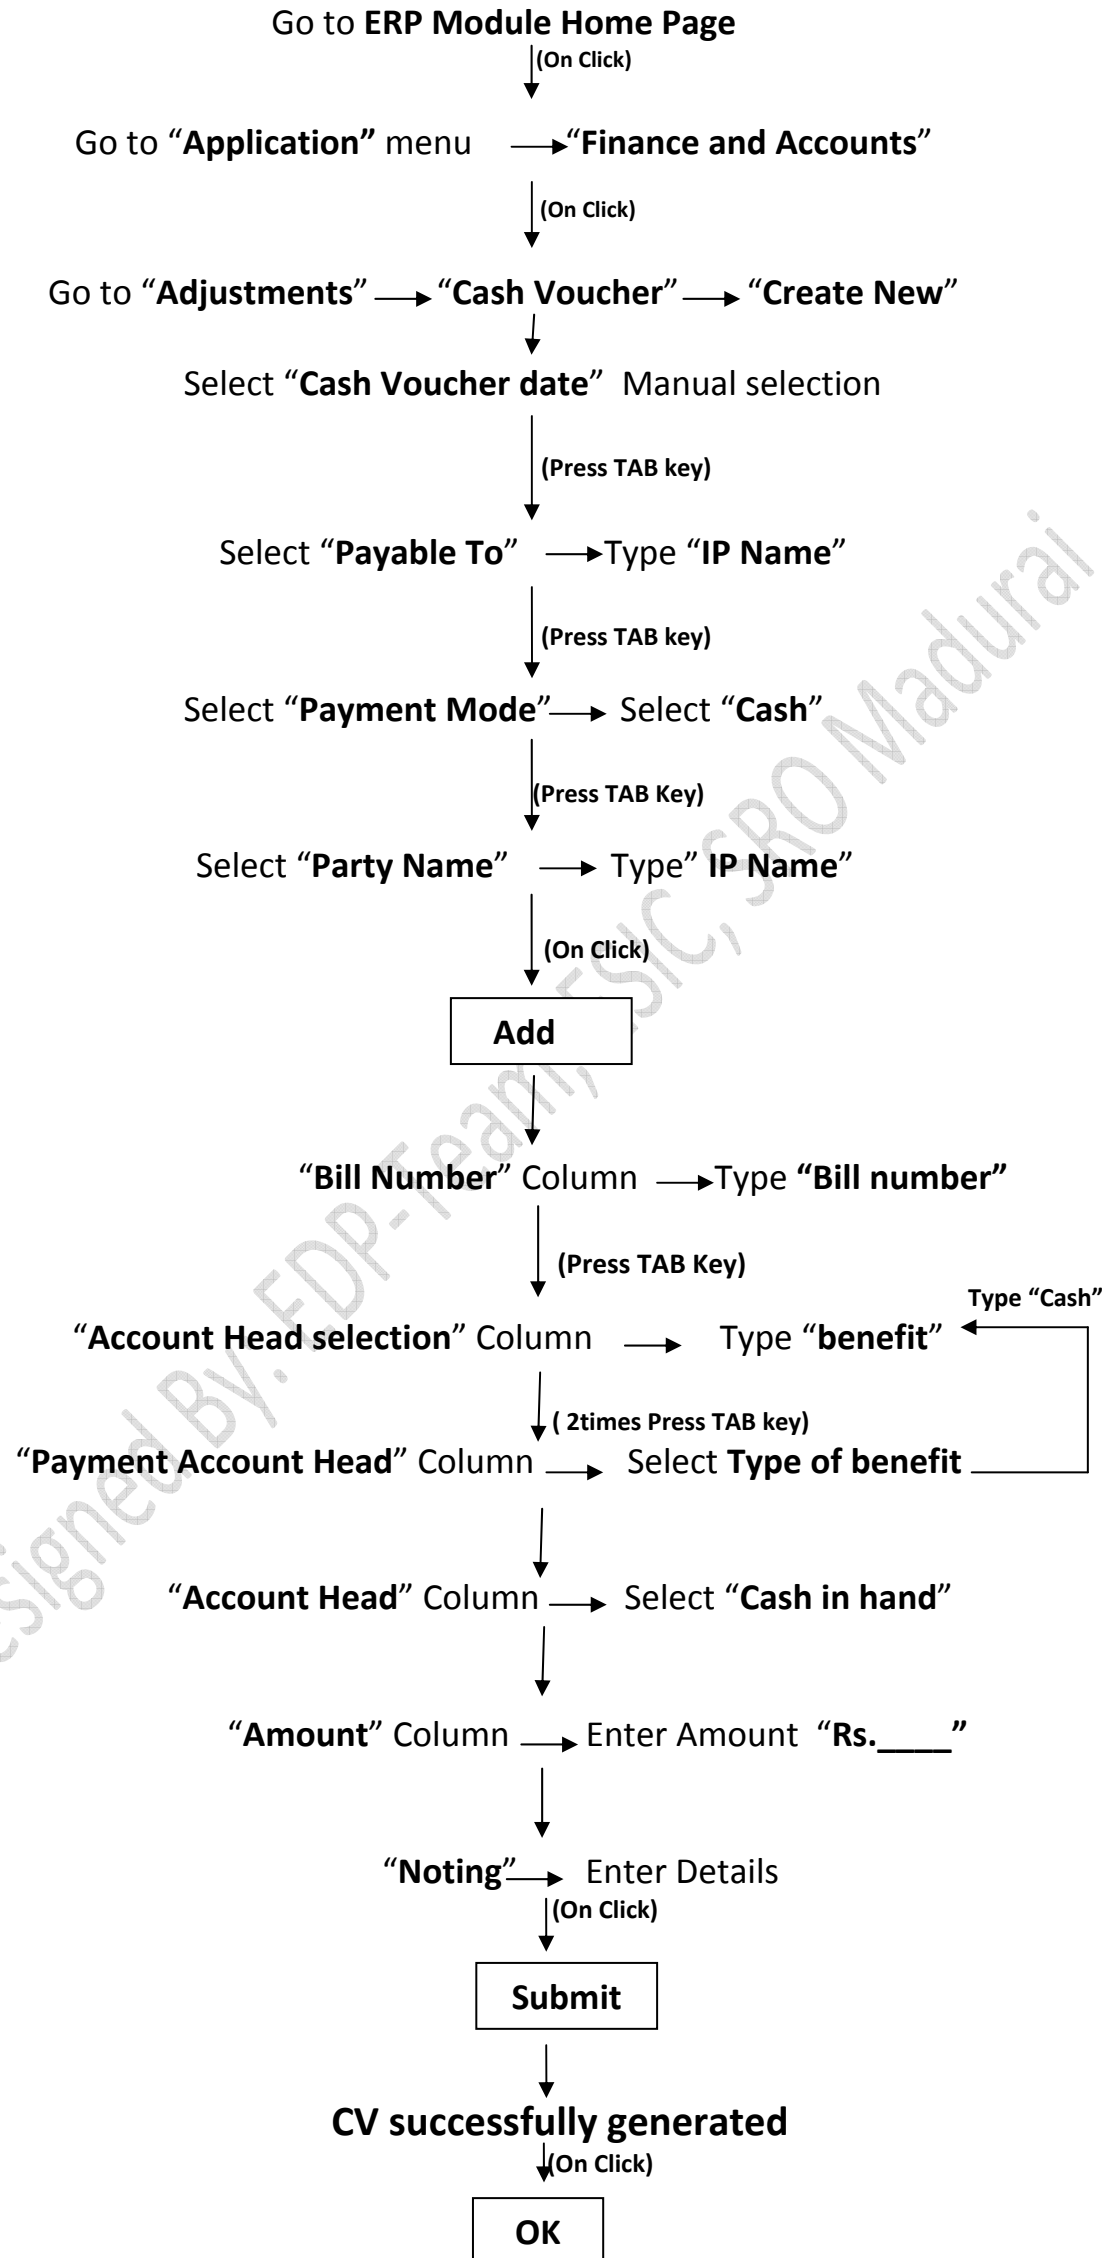 Go to ERP Module Home Page
(On Click)
Go to “Application” menu “Finance and Accounts”
(On Click)
Go to “Adjustments” “Cash Voucher” “Create New”
Select “Cash Voucher date” Manual selection
(Press TAB key)
Select “Payable To” Type “IP Name”
(Press TAB key)
Select “Payment Mode” Select “Cash”
(Press TAB Key)
Select “Party Name” Type” IP Name”
(On Click)
Add
“Bill Number” Column Type “Bill number”
(Press TAB Key)
Type “Cash”
“Account Head selection” Column Type “benefit”
( 2times Press TAB key)
“Payment Account Head” Column Select Type of benefit
“Account Head” Column Select “Cash in hand”
“Amount” Column Enter Amount “Rs.____”
“Noting” Enter Details
(On Click)
Submit
CV successfully generated
(On Click)
OK
signed By: EDP-Team, ESIC, SRO Madurai